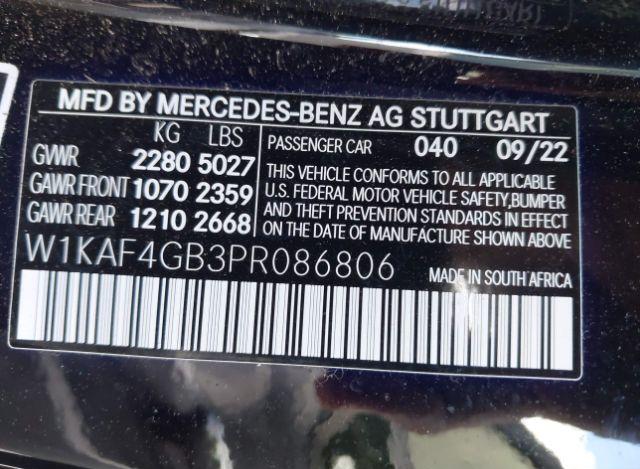 MFD BY MERCEDES-BENZ AG STUTTGART
KG LBS
GWR 2280 5027
GAWR FRONT 1070 2359
GAWR REAR 1210 2668
PASSENGER CAR 040 09/22
THIS VEHICLE CONFORMS TO ALL APPLICABLE
U.S. FEDERAL MOTOR VEHICLE SAFETY,BUMPER
AND THEFT PREVENTION STANDARDS IN EFFECT
ON THE DATE OF MANUFACTURE SHOWN ABOVE.
W1KAF4GB3PR086806
MADE IN SOUTH AFRICA